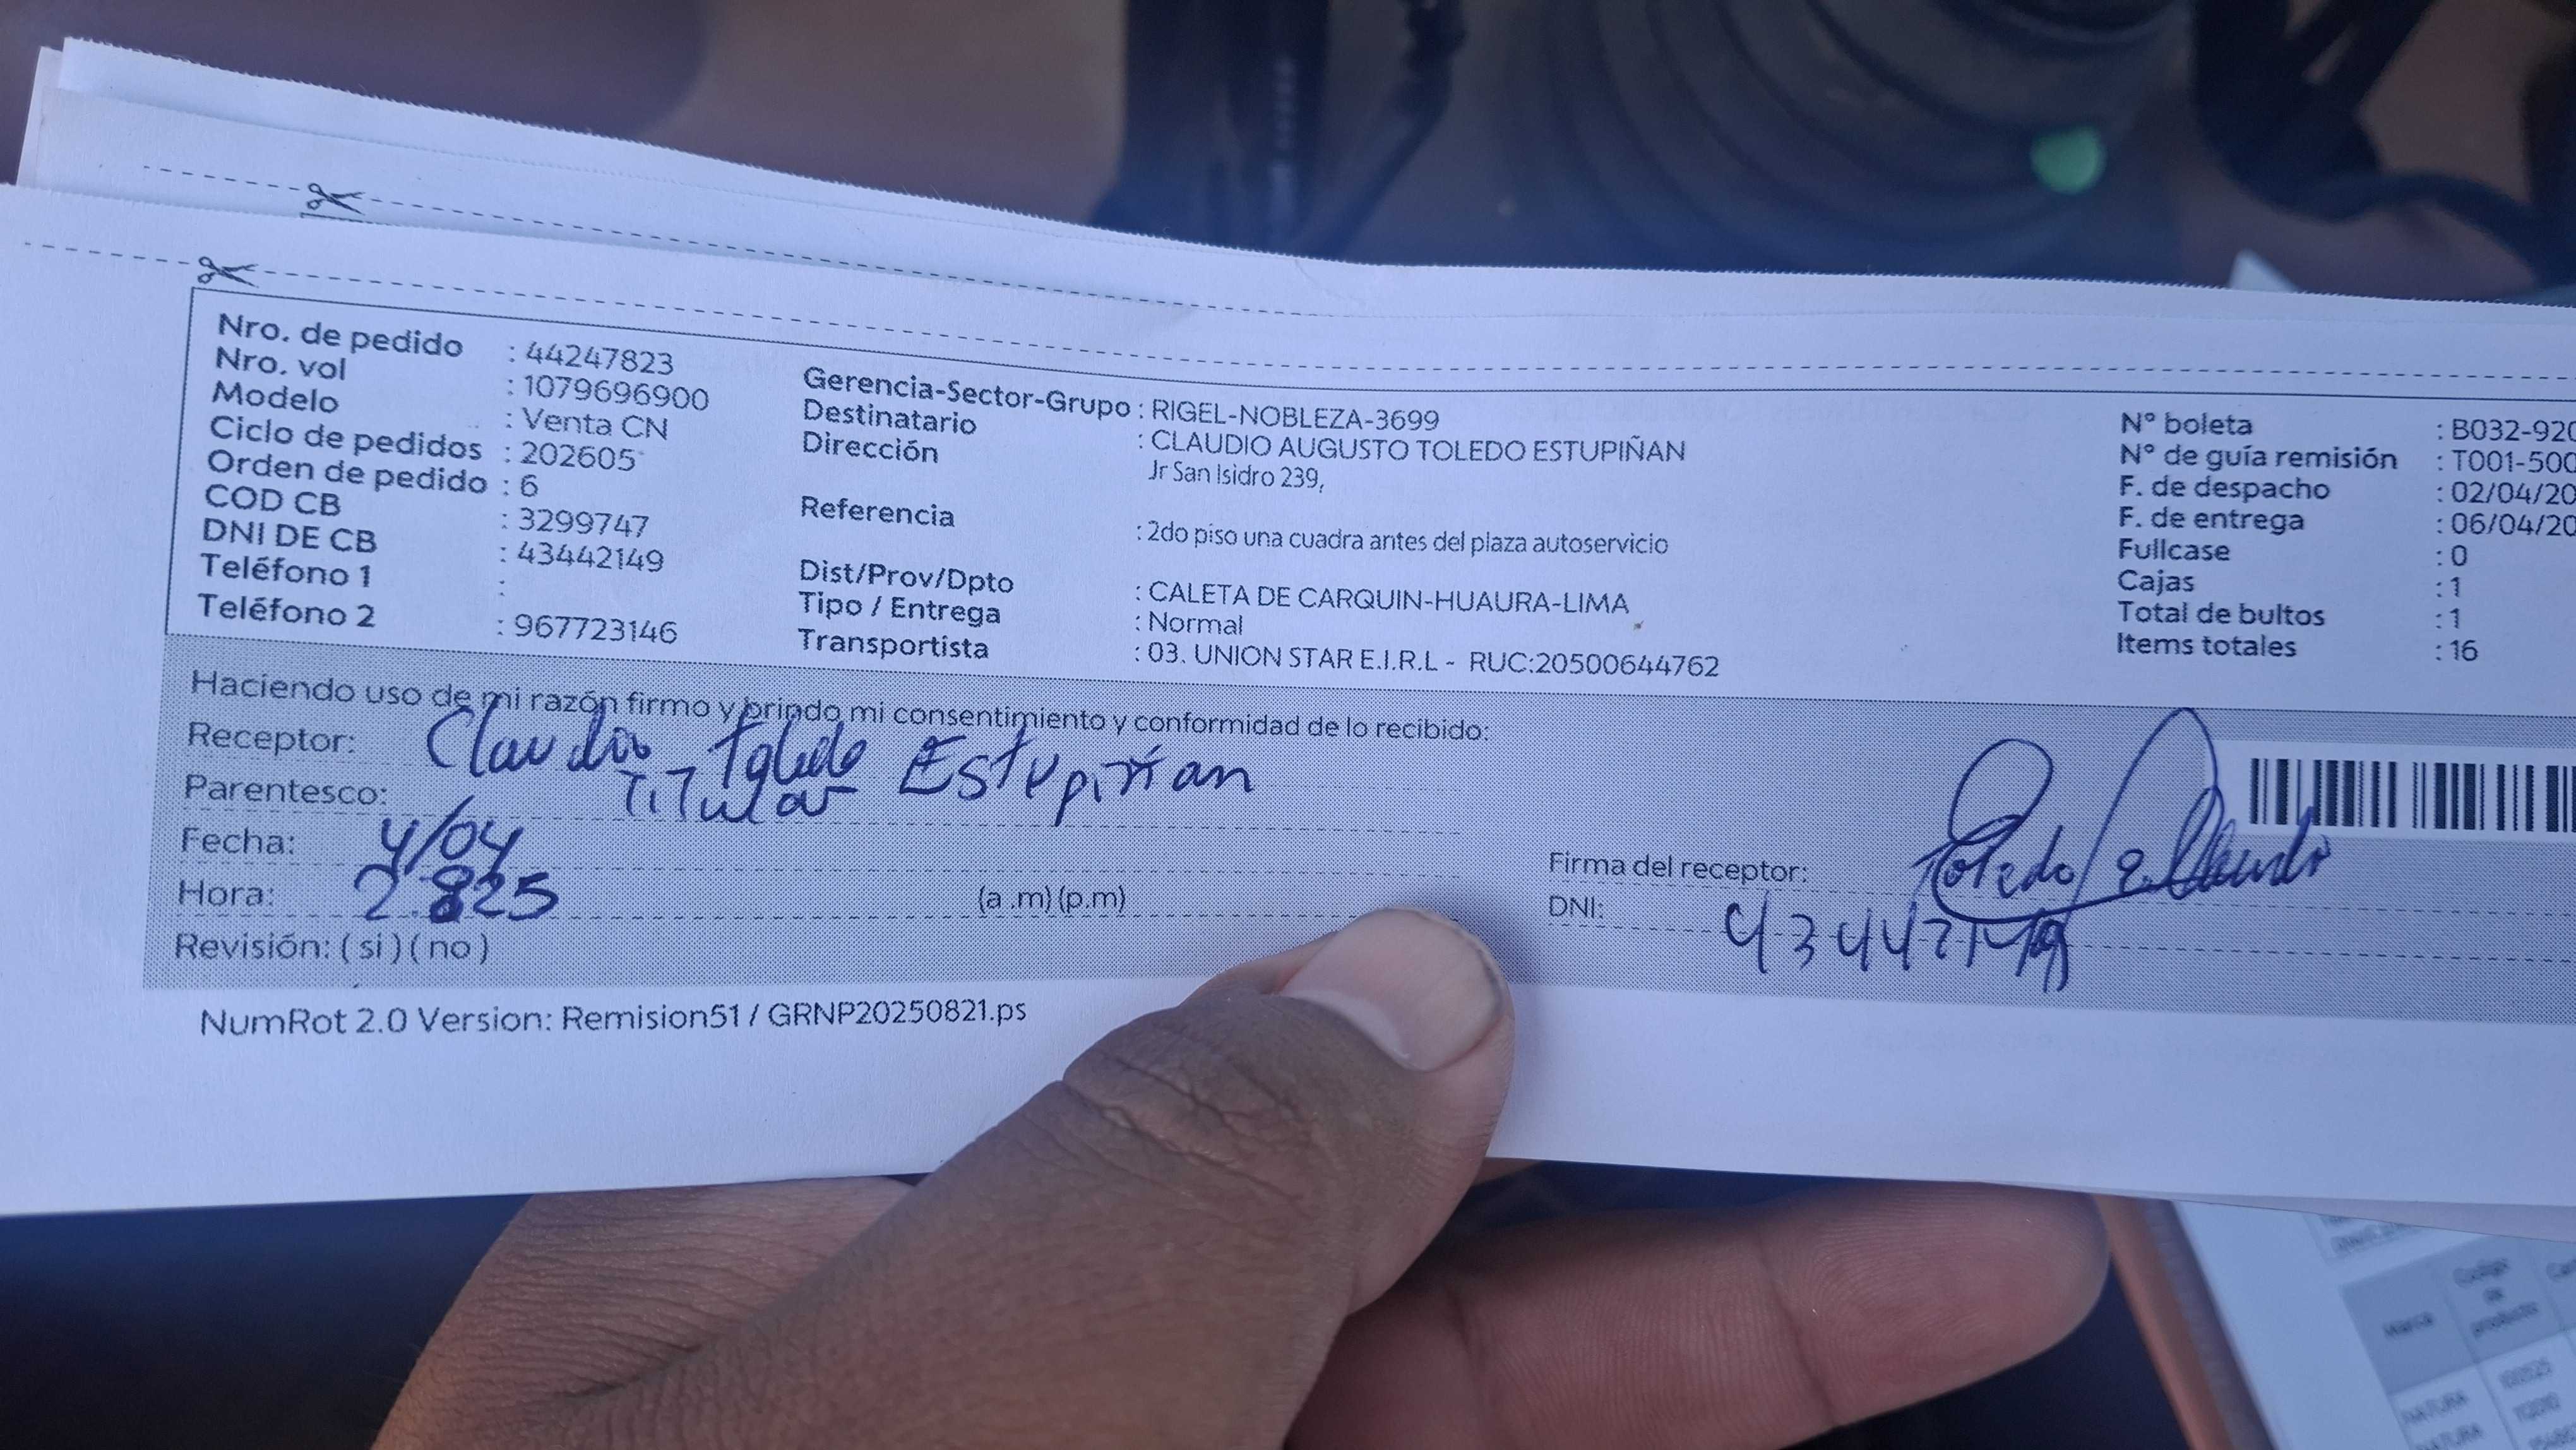 Nro. de pedido : 44247823
Nro. vol : 1079696900
Modelo : Venta CN
Ciclo de pedidos : 202605
Orden de pedido : 6
COD CB : 3299747
DNI DE CB : 43442149
Teléfono 1 :
Teléfono 2 : 967723146
Gerencia-Sector-Grupo : RIGEL-NOBLEZA-3699
Destinatario : CLAUDIO AUGUSTO TOLEDO ESTUPIÑAN
Dirección Jr San Isidro 239,
Referencia : 2do piso una cuadra antes del plaza autoservicio
Dist/Prov/Dpto : CALETA DE CARQUIN-HUAURA-LIMA
Tipo / Entrega : Normal
Transportista : 03. UNION STAR E.I.R.L - RUC:20500644762
N° boleta : B032-920
N° de guía remisión : T001-500
F. de despacho : 02/04/20
F. de entrega : 06/04/20
Fullcase : 0
Cajas : 1
Total de bultos : 1
Items totales : 16
Haciendo uso de mi razón firmo y brindo mi consentimiento y conformidad de lo recibido:
Receptor: Claudio Toledo Estupiñan
Parentesco: Titular
Fecha: 4/04
Hora: (a .m) (p.m)
Revisión: ( si ) ( no )
Firma del receptor: Toledo E. Claudio
DNI: 43442149
NumRot 2.0 Version: Remision51 / GRNP20250821.ps
Marca
Codigo de producto
NATURA